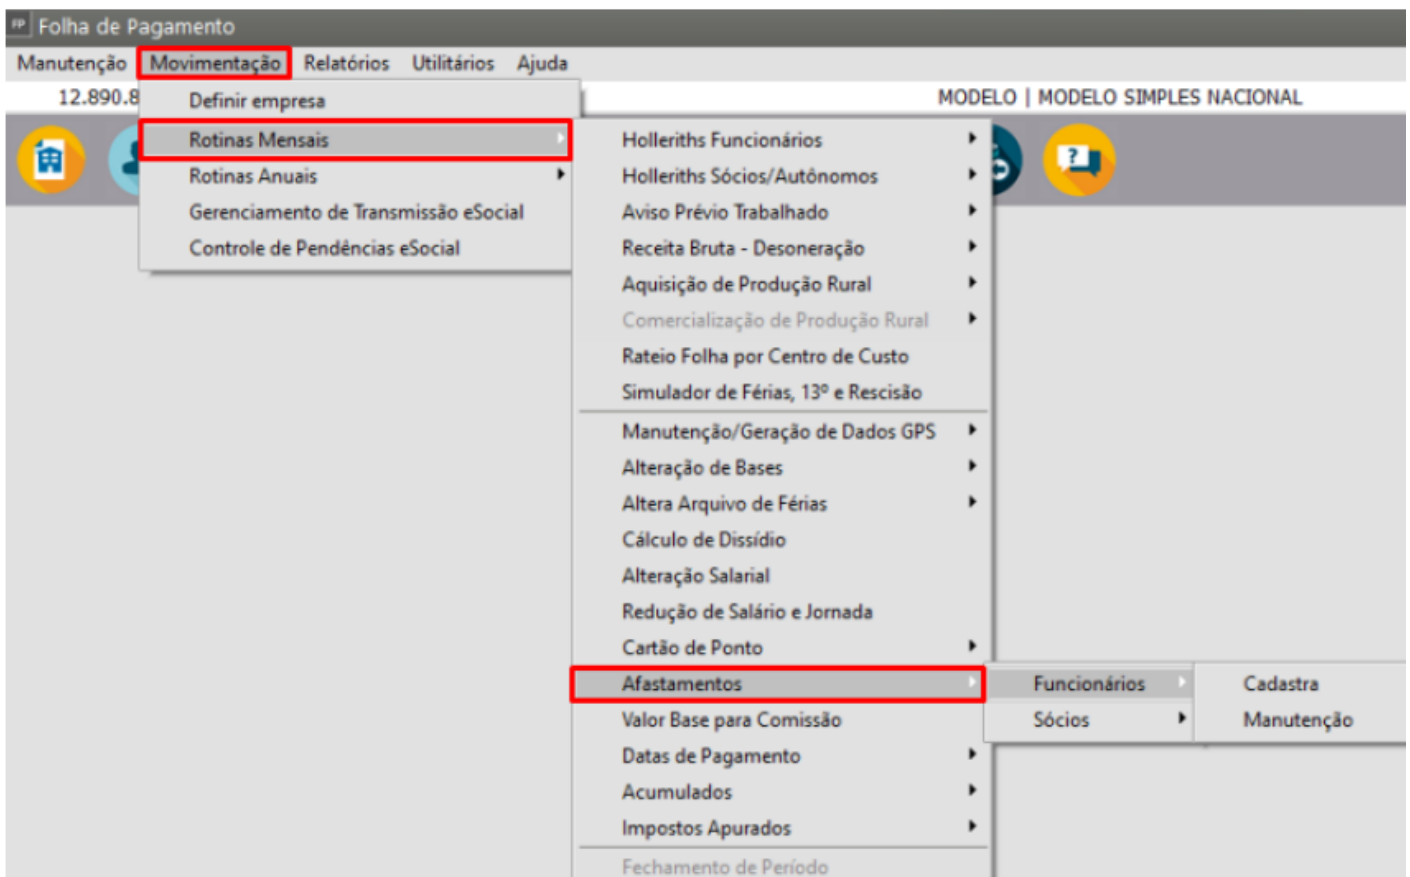 FP Folha de Pagamento
Manutenção Movimentação Relatórios Utilitários Ajuda
12.890.8
MODELO | MODELO SIMPLES NACIONAL
Definir empresa
Rotinas Mensais
Rotinas Anuais
Gerenciamento de Transmissão eSocial
Controle de Pendências eSocial
?
Holleriths Funcionários
Holleriths Sócios/Autônomos
Aviso Prévio Trabalhado
Receita Bruta - Desoneração
Aquisição de Produção Rural
Comercialização de Produção Rural
Rateio Folha por Centro de Custo
Simulador de Férias, 13º e Rescisão
Manutenção/Geração de Dados GPS
Alteração de Bases
Altera Arquivo de Férias
Cálculo de Dissídio
Alteração Salarial
Redução de Salário e Jornada
Cartão de Ponto
Afastamentos
Valor Base para Comissão
Datas de Pagamento
Acumulados
Impostos Apurados
Fechamento de Período
Funcionários
Sócios
Cadastra
Manutenção